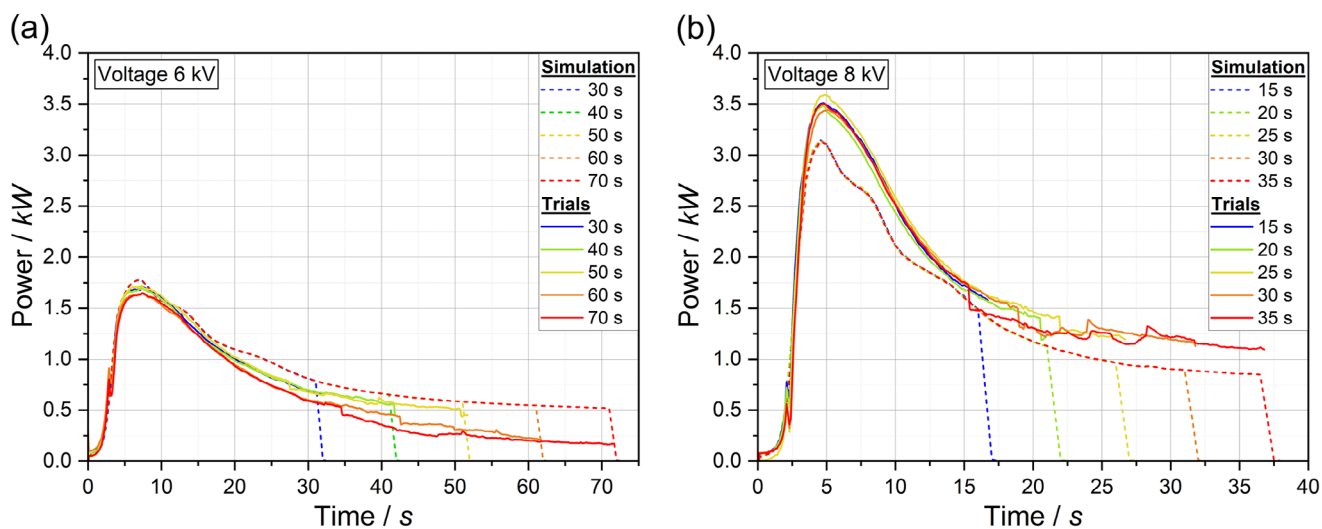 (a)
Voltage 6 kV
Power / kW
4.0
3.5
3.0
2.5
2.0
1.5
1.0
0.5
0.0
0
10
20
30
40
50
60
70
Time / s
Simulation
30 s
40 s
50 s
60 s
70 s
Trials
30 s
40 s
50 s
60 s
70 s
(b)
Voltage 8 kV
Power / kW
4.0
3.5
3.0
2.5
2.0
1.5
1.0
0.5
0.0
0
5
10
15
20
25
30
35
40
Time / s
Simulation
15 s
20 s
25 s
30 s
35 s
Trials
15 s
20 s
25 s
30 s
35 s